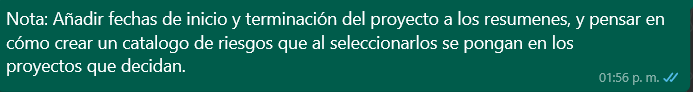 Nota: Añadir fechas de inicio y terminación del proyecto a los resumenes, y pensar en
cómo crear un catalogo de riesgos que al seleccionarlos se pongan en los
proyectos que decidan.
01:56 p. m.